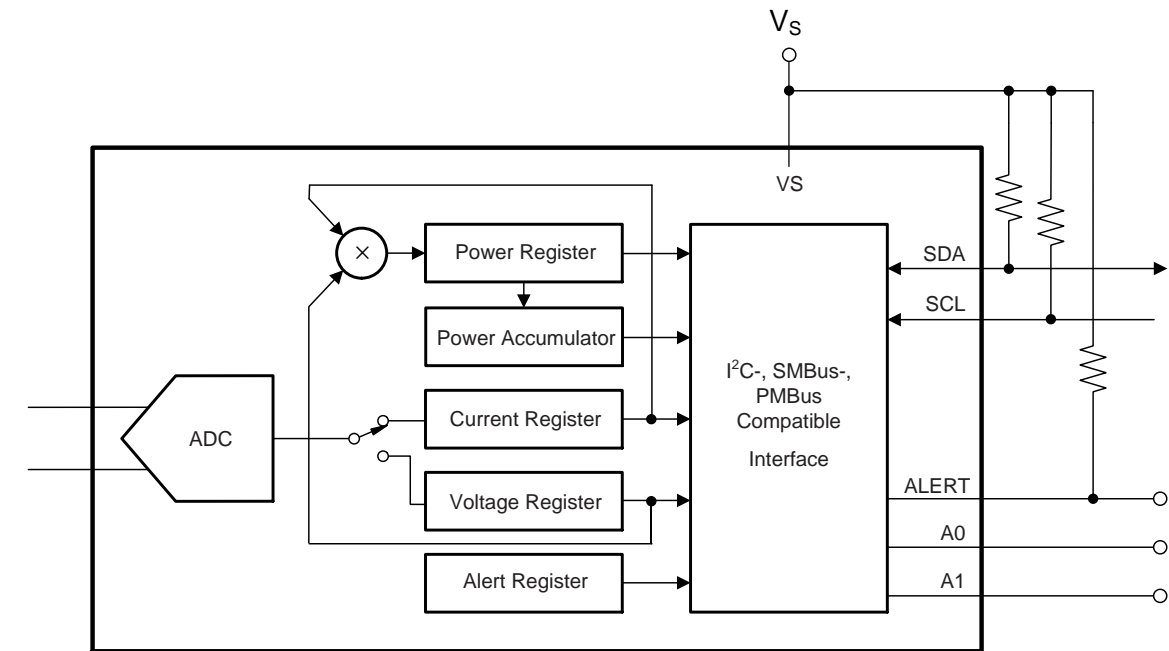 VS
VS
×
Power Register
SDA
SCL
Power Accumulator
I²C-, SMBus-,
PMBus
Compatible
Interface
Current Register
ADC
Voltage Register
ALERT
A0
Alert Register
A1